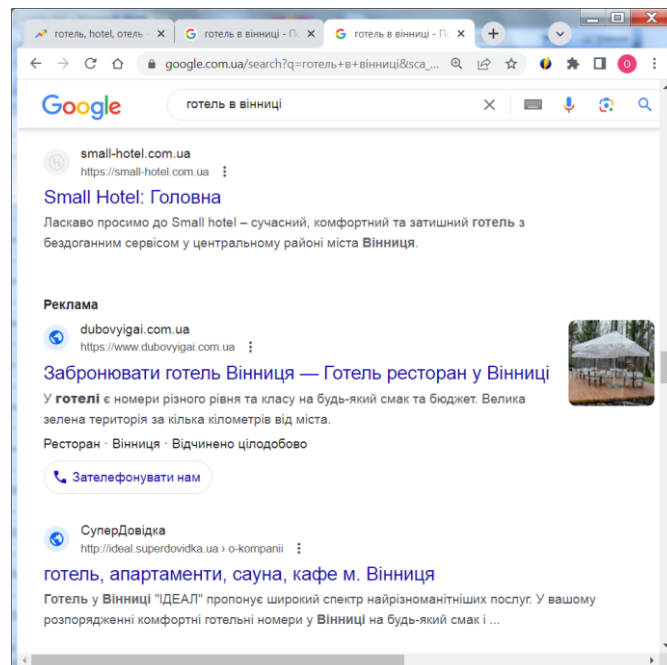 готель, hotel, отель -
готель в вінниці - По
готель в вінниці - По
google.com.ua/search?q=готель+в+вінниці&sca_...
О
Google
готель в вінниці
small-hotel.com.ua
https://small-hotel.com.ua
Small Hotel: Головна
Ласкаво просимо до Small hotel – сучасний, комфортний та затишний готель з
бездоганним сервісом у центральному районі міста Вінниця.
Реклама
dubovyigai.com.ua
https://www.dubovyigai.com.ua
Забронювати готель Вінниця — Готель ресторан у Вінниці
У готелі є номери різного рівня та класу на будь-який смак та бюджет. Велика
зелена територія за кілька кілометрів від міста.
Ресторан · Вінниця · Відчинено цілодобово
Зателефонувати нам
СуперДовідка
http://ideal.superdovidka.ua › o-kompanii
готель, апартаменти, сауна, кафе м. Вінниця
Готель у Вінниці "ІДЕАЛ" пропонує широкий спектр найрізноманітніших послуг. У вашому
розпорядженні комфортні готельні номери у Вінниці на будь-який смак і ...